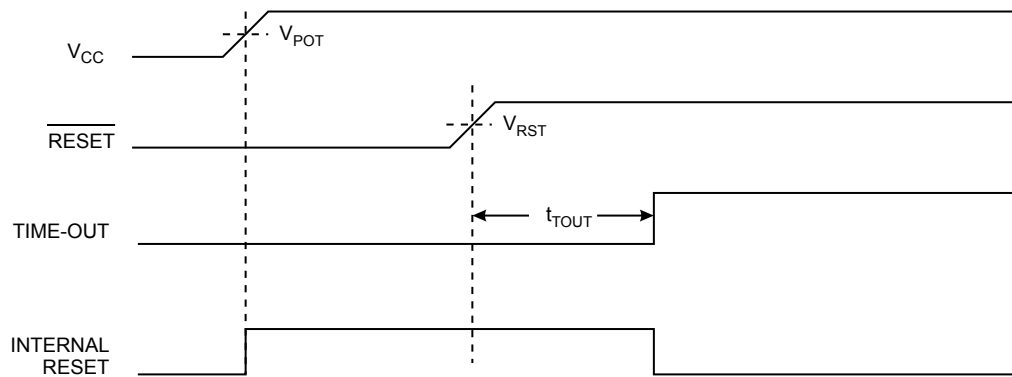 V_CC
V_POT
RESET
V_RST
TIME-OUT
t_TOUT
INTERNAL
RESET